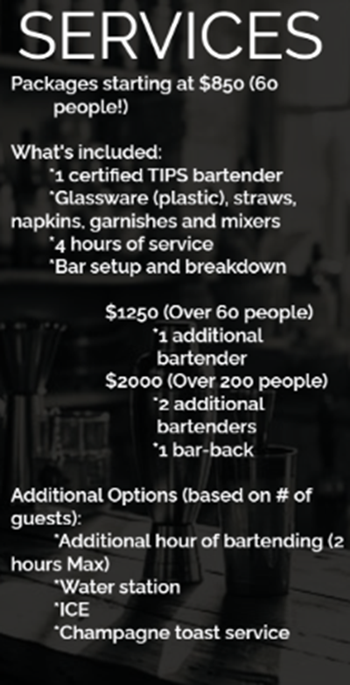 SERVICES
Packages starting at $850 (60
people!)
What's included:
*1 certified TIPS bartender
*Glassware (plastic), straws,
napkins, garnishes and mixers
*4 hours of service
*Bar setup and breakdown
$1250 (Over 60 people)
*1 additional
bartender
$2000 (Over 200 people)
*2 additional
bartenders
*1 bar-back
Additional Options (based on # of
guests):
*Additional hour of bartending (2
hours Max)
*Water station
*ICE
*Champagne toast service